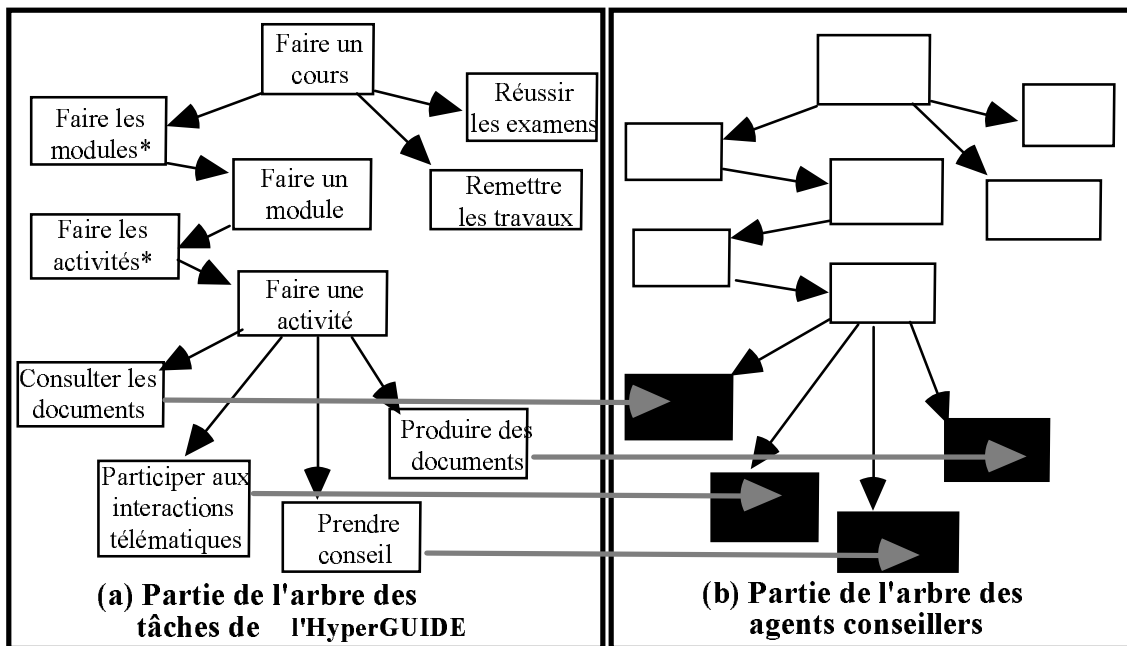 Faire un
cours
Réussir
les examens
Faire les
modules*
Faire un
module
Remettre
les travaux
Faire les
activités*
Faire une
activité
Consulter les
documents
Produire des
documents
Participer aux
interactions
télématiques
Prendre
conseil
(a) Partie de l'arbre des
tâches de l'HyperGUIDE
(b) Partie de l'arbre des
agents conseillers